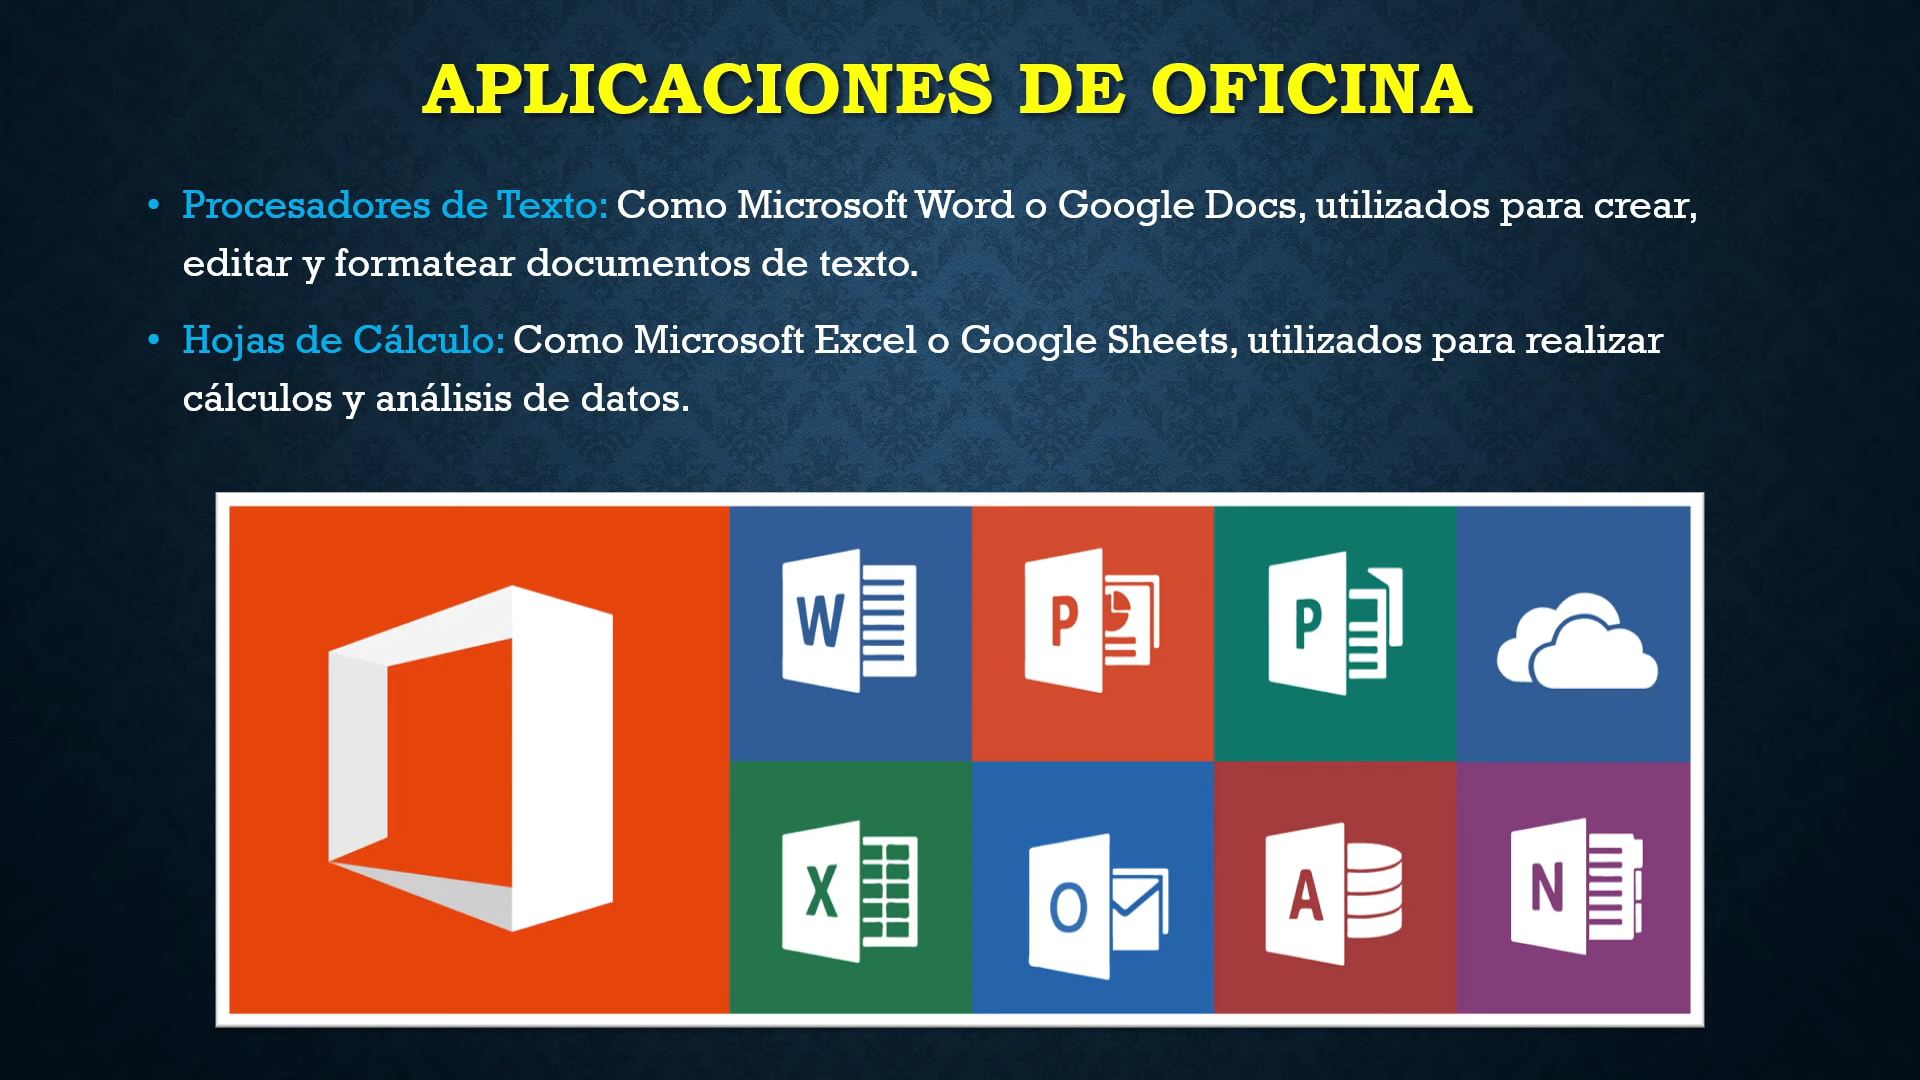 APLICACIONES DE OFICINA
• Procesadores de Texto: Como Microsoft Word o Google Docs, utilizados para crear,
editar y formatear documentos de texto.
• Hojas de Cálculo: Como Microsoft Excel o Google Sheets, utilizados para realizar
cálculos y análisis de datos.
W P P
X O A N